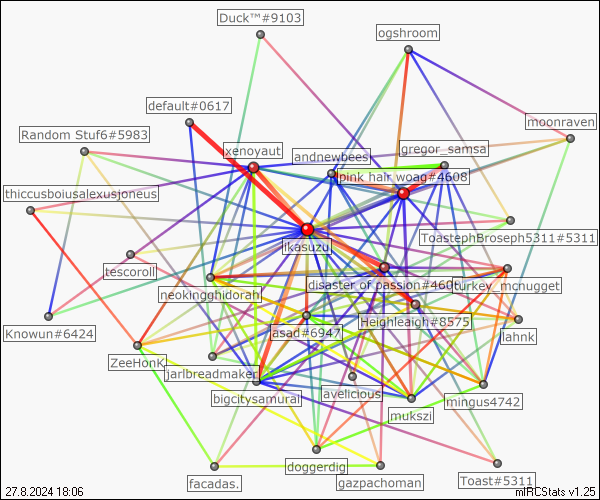 Duck™#9103
ogshroom
default#0617
moonraven
Random Stuf6#5983
xenoyaut
andnewbees
gregor_samsa
pink hair woag#4608
thiccusboiusalexusjoneus
ToastephBroseph5311#5311
ikasuzu
tescoroll
disaster of passion#460
turkey_mcnugget
neokingghidorah
Heighleaigh#8575
asad#6947
Knowun#6424
lahnk
ZeeHonK
jarlbreadmaker
avelicious
mingus4742
bigcitysamurai
mukszi
doggerdig
facadas.
gazpachoman
Toast#5311
27.8.2024 18:06
mIRCStats v1.25